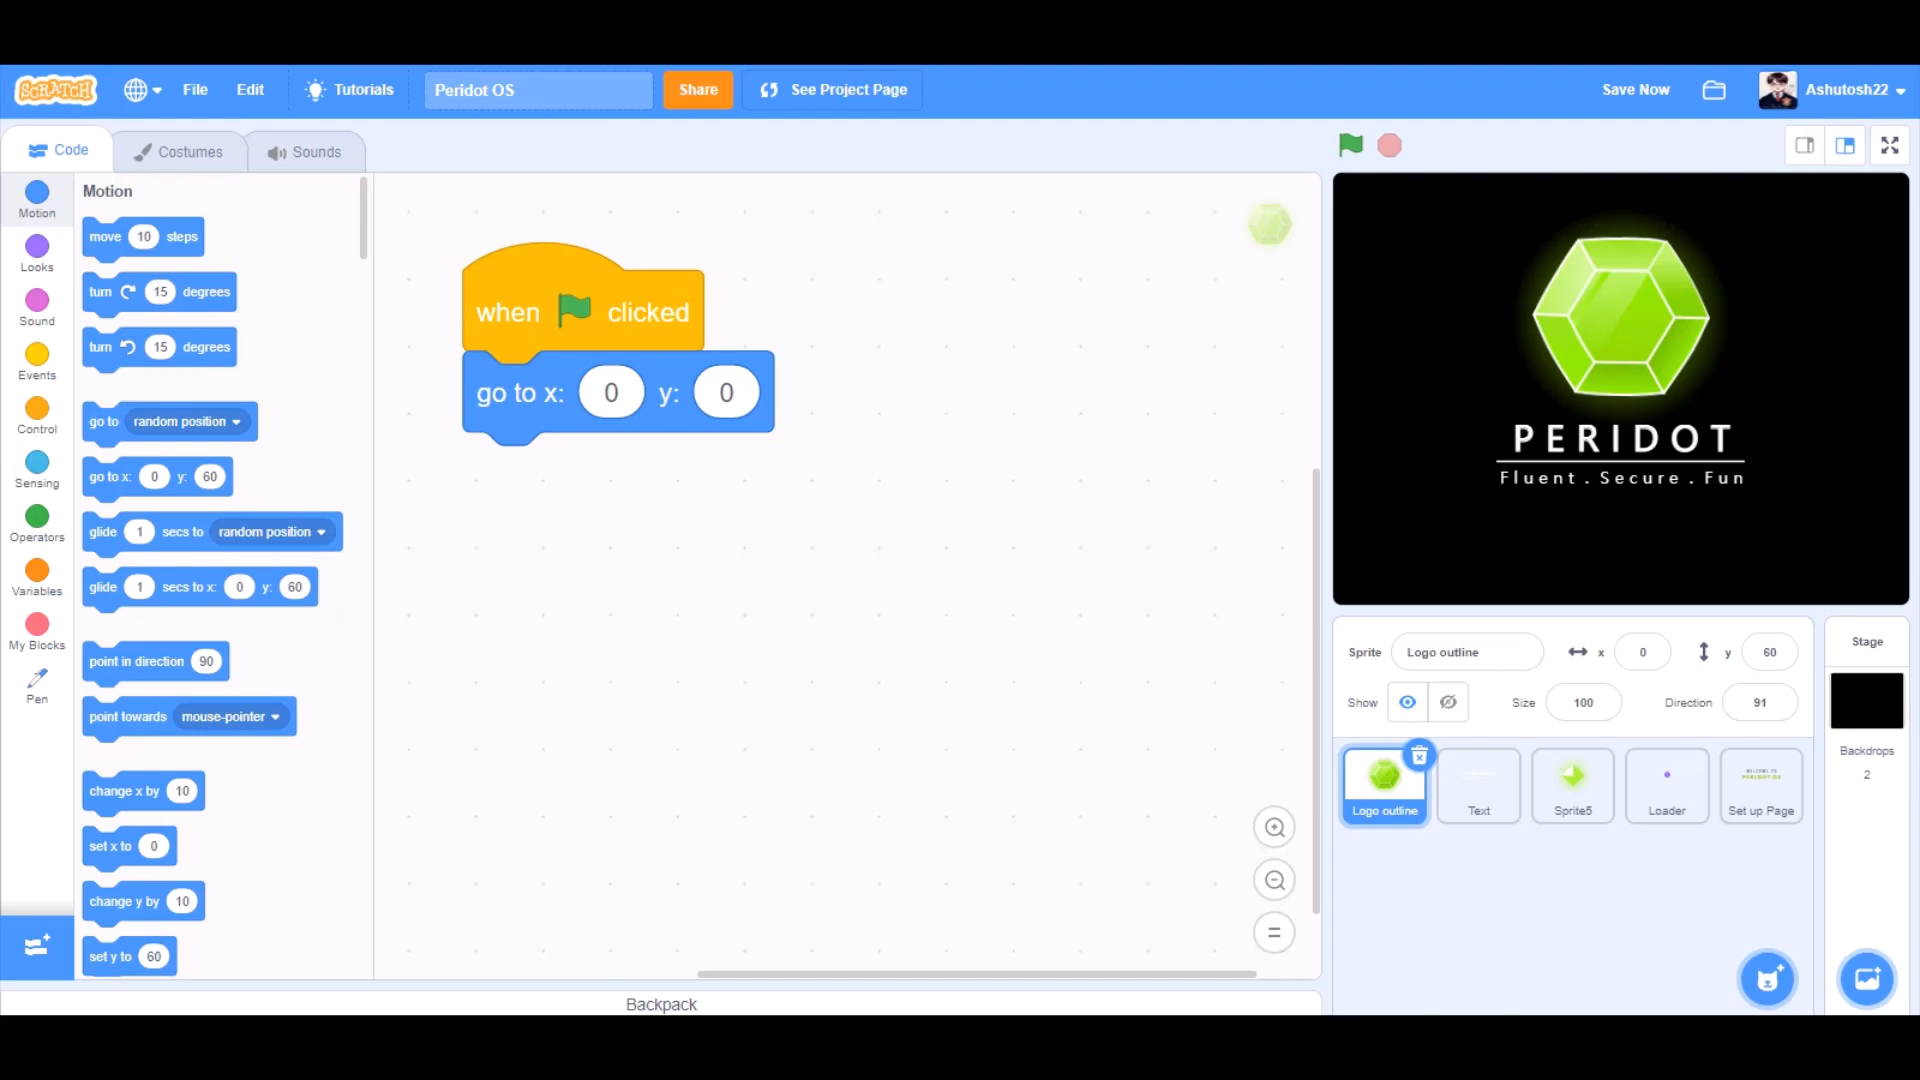 SCRATCH
File
Edit
Tutorials
Peridot OS
Share
See Project Page
Save Now
Ashutosh22
Code
Costumes
Sounds
Motion
Looks
Sound
Events
Control
Sensing
Operators
Variables
My Blocks
Pen
Motion
move 10 steps
turn 15 degrees
turn 15 degrees
go to random position
go to x: 0 y: 60
glide 1 secs to random position
glide 1 secs to x: 0 y: 60
point in direction 90
point towards mouse-pointer
change x by 10
set x to 0
change y by 10
set y to 60
when clicked
go to x: 0 y: 0
Backpack
PERIDOT
Fluent . Secure . Fun
Sprite Logo outline x 0 y 60
Show Size 100 Direction 91
Logo outline
Text
Sprite5
Loader
WELCOME TO
PERIDOT OS
Set up Page
Stage
Backdrops
2